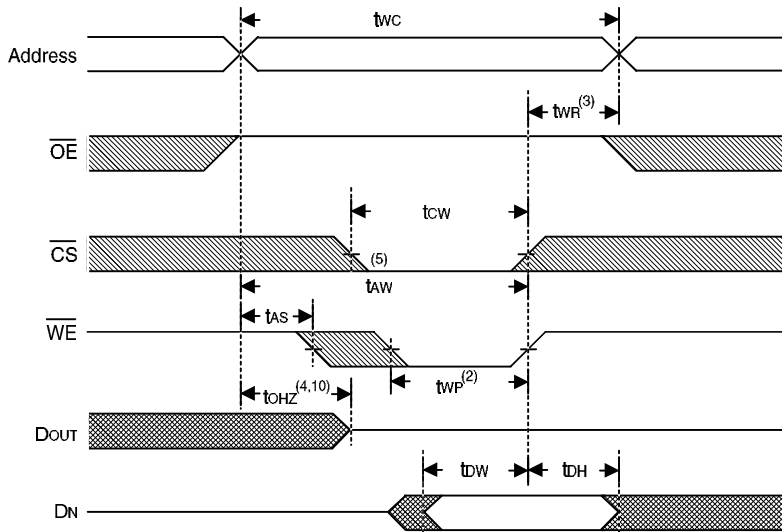 tWC
Address
tWR(3)
OE
tCW
CS
(5)
tAW
tAS
WE
tWP(2)
tOHZ(4,10)
DOUT
tDW
tDH
DN